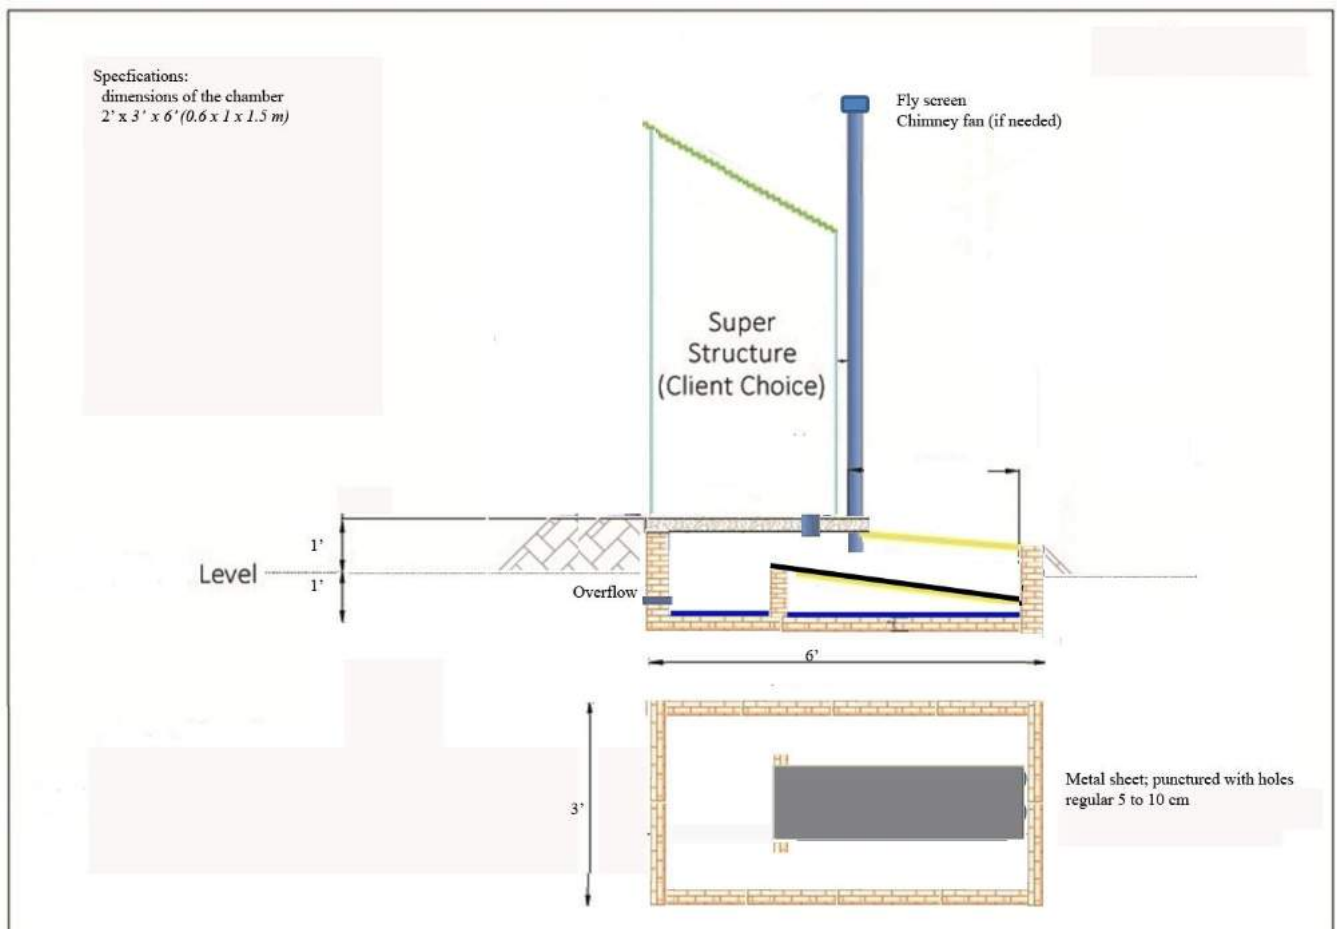 Specfications:
dimensions of the chamber
2' x 3' x 6' (0.6 x 1 x 1.5 m)
Fly screen
Chimney fan (if needed)
Super
Structure
(Client Choice)
1'
Level
1'
Overflow
6'
3'
Metal sheet; punctured with holes
regular 5 to 10 cm